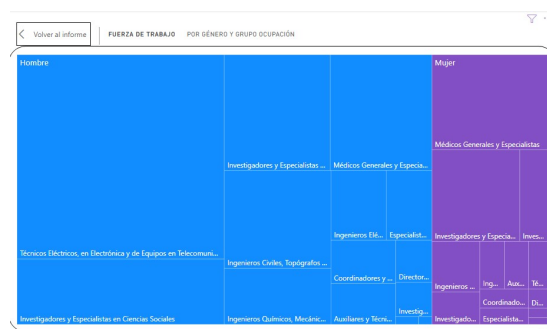 Volver al informe
FUERZA DE TRABAJO POR GÉNERO Y GRUPO OCUPACIÓN
Hombre
Técnicos Eléctricos, en Electrónica y de Equipos en Telecomuni...
Investigadores y Especialistas en Ciencias Sociales
Investigadores y Especialistas ...
Ingenieros Civiles, Topógrafos ...
Ingenieros Químicos, Mecánic...
Médicos Generales y Especia...
Ingenieros Elé...
Especialist...
Coordinadores y ...
Director...
Auxiliares y Técni...
Investig...
Mujer
Médicos Generales y Especialistas
Investigadores y Especia...
Inves...
Ingenieros ...
Ing...
Aux...
Té...
Investigado...
Coordinado...
Di...
Especialista...